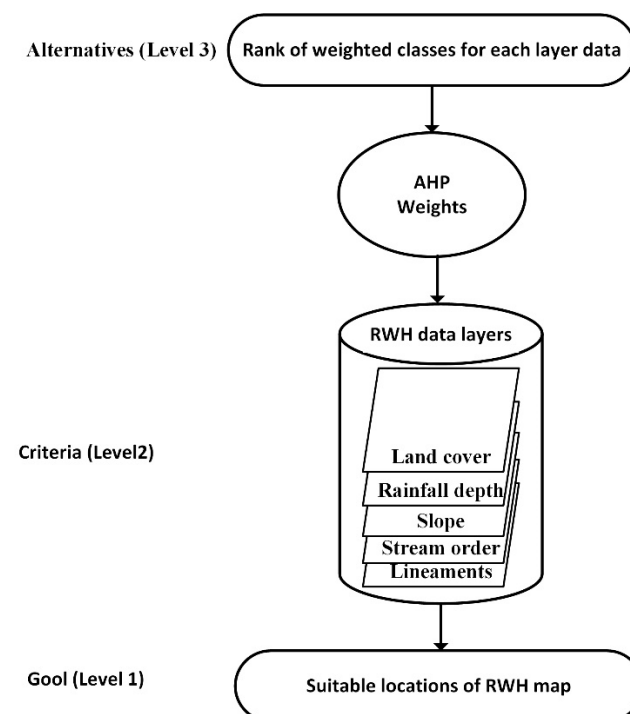 Alternatives (Level 3)
Rank of weighted classes for each layer data
AHP
Weights
RWH data layers
Criteria (Level2)
Land cover
Rainfall depth
Slope
Stream order
Lineaments
Gool (Level 1)
Suitable locations of RWH map